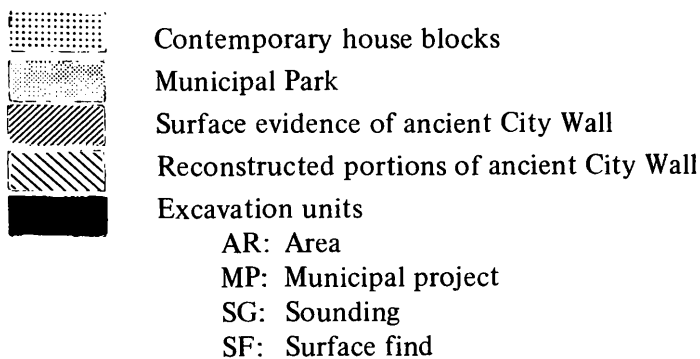 Contemporary house blocks
Municipal Park
Surface evidence of ancient City Wall
Reconstructed portions of ancient City Wall
Excavation units
AR: Area
MP: Municipal project
SG: Sounding
SF: Surface find